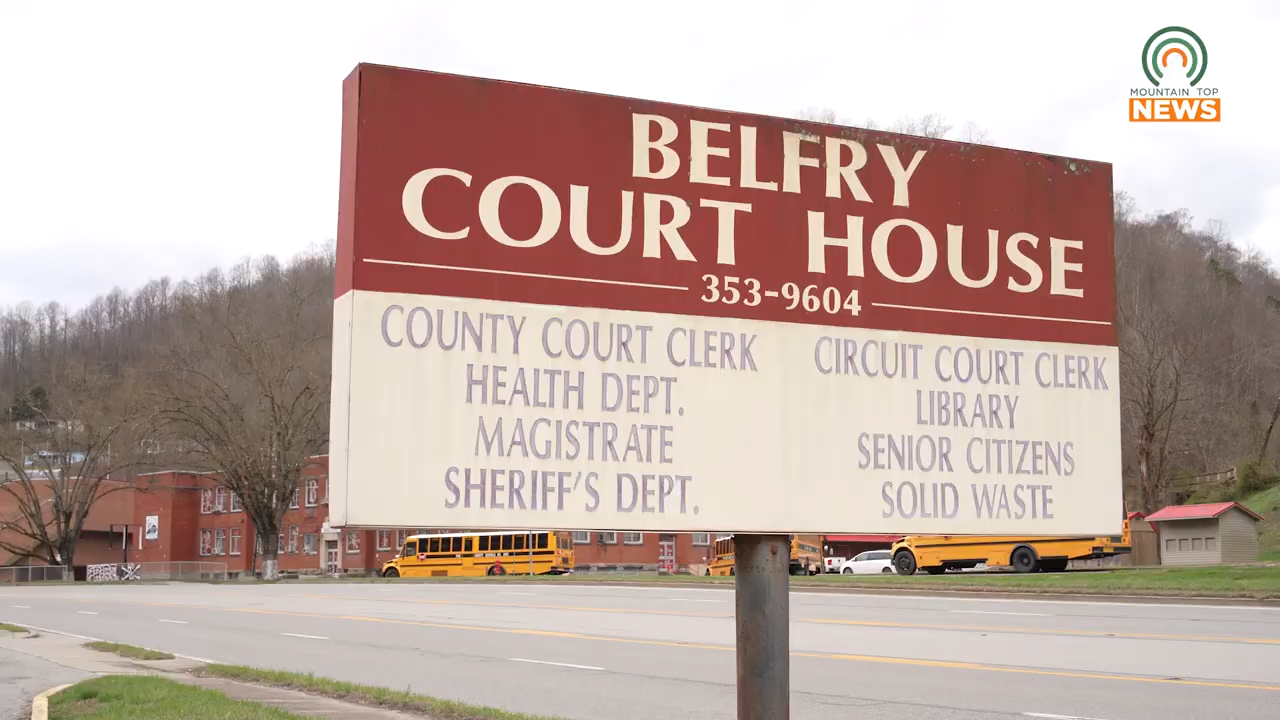 MOUNTAIN TOP
NEWS
BELFRY
COURT HOUSE
353-9604
COUNTY COURT CLERK
HEALTH DEPT.
MAGISTRATE
SHERIFF'S DEPT.
CIRCUIT COURT CLERK
LIBRARY
SENIOR CITIZENS
SOLID WASTE